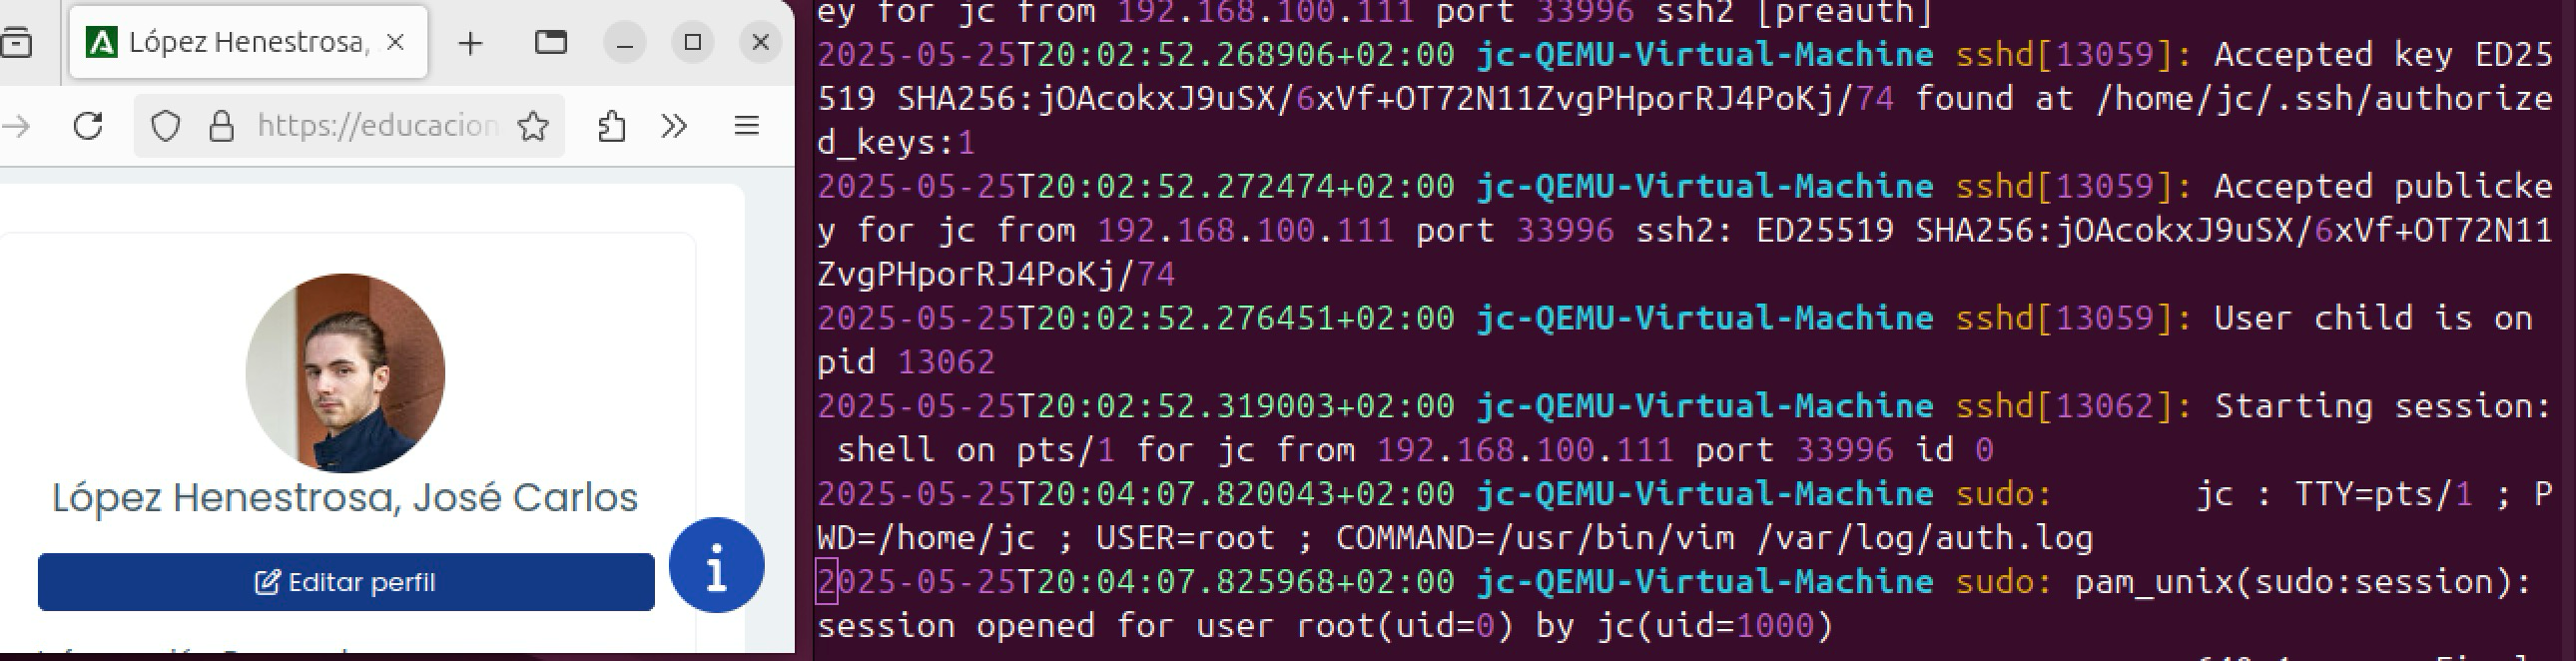 López Henestrosa,
https://educacion
López Henestrosa, José Carlos
Editar perfil
i
ey for jc from 192.168.100.111 port 33996 ssh2 [preauth]
2025-05-25T20:02:52.268906+02:00 jc-QEMU-Virtual-Machine sshd[13059]: Accepted key ED25
519 SHA256:jOAcokxJ9uSX/6xVf+OT72N11ZvgPHporRJ4PoKj/74 found at /home/jc/.ssh/authorize
d_keys:1
2025-05-25T20:02:52.272474+02:00 jc-QEMU-Virtual-Machine sshd[13059]: Accepted publicke
y for jc from 192.168.100.111 port 33996 ssh2: ED25519 SHA256:jOAcokxJ9uSX/6xVf+OT72N11
ZvgPHporRJ4PoKj/74
2025-05-25T20:02:52.276451+02:00 jc-QEMU-Virtual-Machine sshd[13059]: User child is on
pid 13062
2025-05-25T20:02:52.319003+02:00 jc-QEMU-Virtual-Machine sshd[13062]: Starting session:
shell on pts/1 for jc from 192.168.100.111 port 33996 id 0
2025-05-25T20:04:07.820043+02:00 jc-QEMU-Virtual-Machine sudo:       jc : TTY=pts/1 ; P
WD=/home/jc ; USER=root ; COMMAND=/usr/bin/vim /var/log/auth.log
2025-05-25T20:04:07.825968+02:00 jc-QEMU-Virtual-Machine sudo: pam_unix(sudo:session):
session opened for user root(uid=0) by jc(uid=1000)